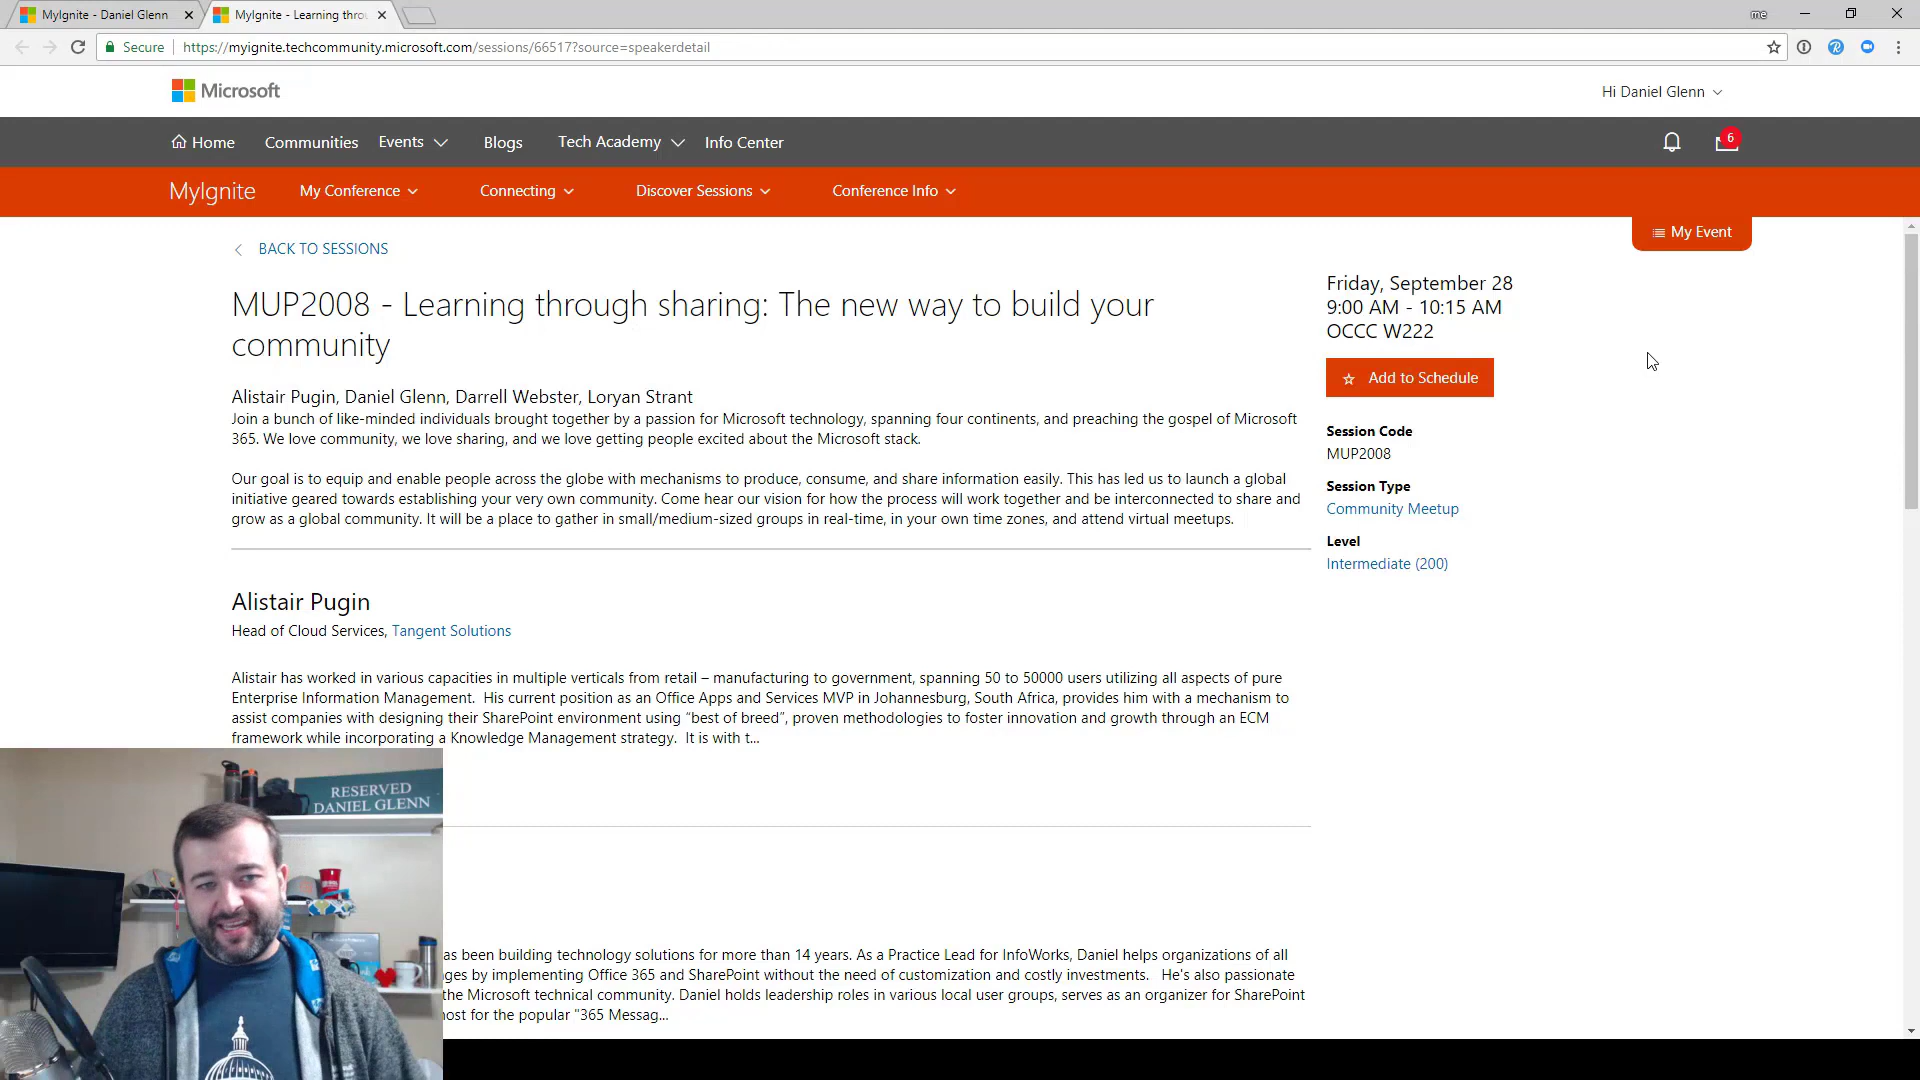 MyIgnite - Daniel Glenn
MyIgnite - Learning throu
me
Secure
https://myignite.techcommunity.microsoft.com/sessions/66517?source=speakerdetail
Microsoft
Hi Daniel Glenn
Home
Communities
Events
Blogs
Tech Academy
Info Center
6
MyIgnite
My Conference
Connecting
Discover Sessions
Conference Info
My Event
BACK TO SESSIONS
MUP2008 - Learning through sharing: The new way to build your
community
Alistair Pugin, Daniel Glenn, Darrell Webster, Loryan Strant
Join a bunch of like-minded individuals brought together by a passion for Microsoft technology, spanning four continents, and preaching the gospel of Microsoft
365. We love community, we love sharing, and we love getting people excited about the Microsoft stack.
Our goal is to equip and enable people across the globe with mechanisms to produce, consume, and share information easily. This has led us to launch a global
initiative geared towards establishing your very own community. Come hear our vision for how the process will work together and be interconnected to share and
grow as a global community. It will be a place to gather in small/medium-sized groups in real-time, in your own time zones, and attend virtual meetups.
Friday, September 28
9:00 AM - 10:15 AM
OCCC W222
Add to Schedule
Session Code
MUP2008
Session Type
Community Meetup
Level
Intermediate (200)
Alistair Pugin
Head of Cloud Services, Tangent Solutions
Alistair has worked in various capacities in multiple verticals from retail – manufacturing to government, spanning 50 to 50000 users utilizing all aspects of pure
Enterprise Information Management. His current position as an Office Apps and Services MVP in Johannesburg, South Africa, provides him with a mechanism to
assist companies with designing their SharePoint environment using “best of breed”, proven methodologies to foster innovation and growth through an ECM
framework while incorporating a Knowledge Management strategy. It is with t...
RESERVED
DANIEL GLENN
as been building technology solutions for more than 14 years. As a Practice Lead for InfoWorks, Daniel helps organizations of all
ges by implementing Office 365 and SharePoint without the need of customization and costly investments. He's also passionate
the Microsoft technical community. Daniel holds leadership roles in various local user groups, serves as an organizer for SharePoint
host for the popular "365 Messag...